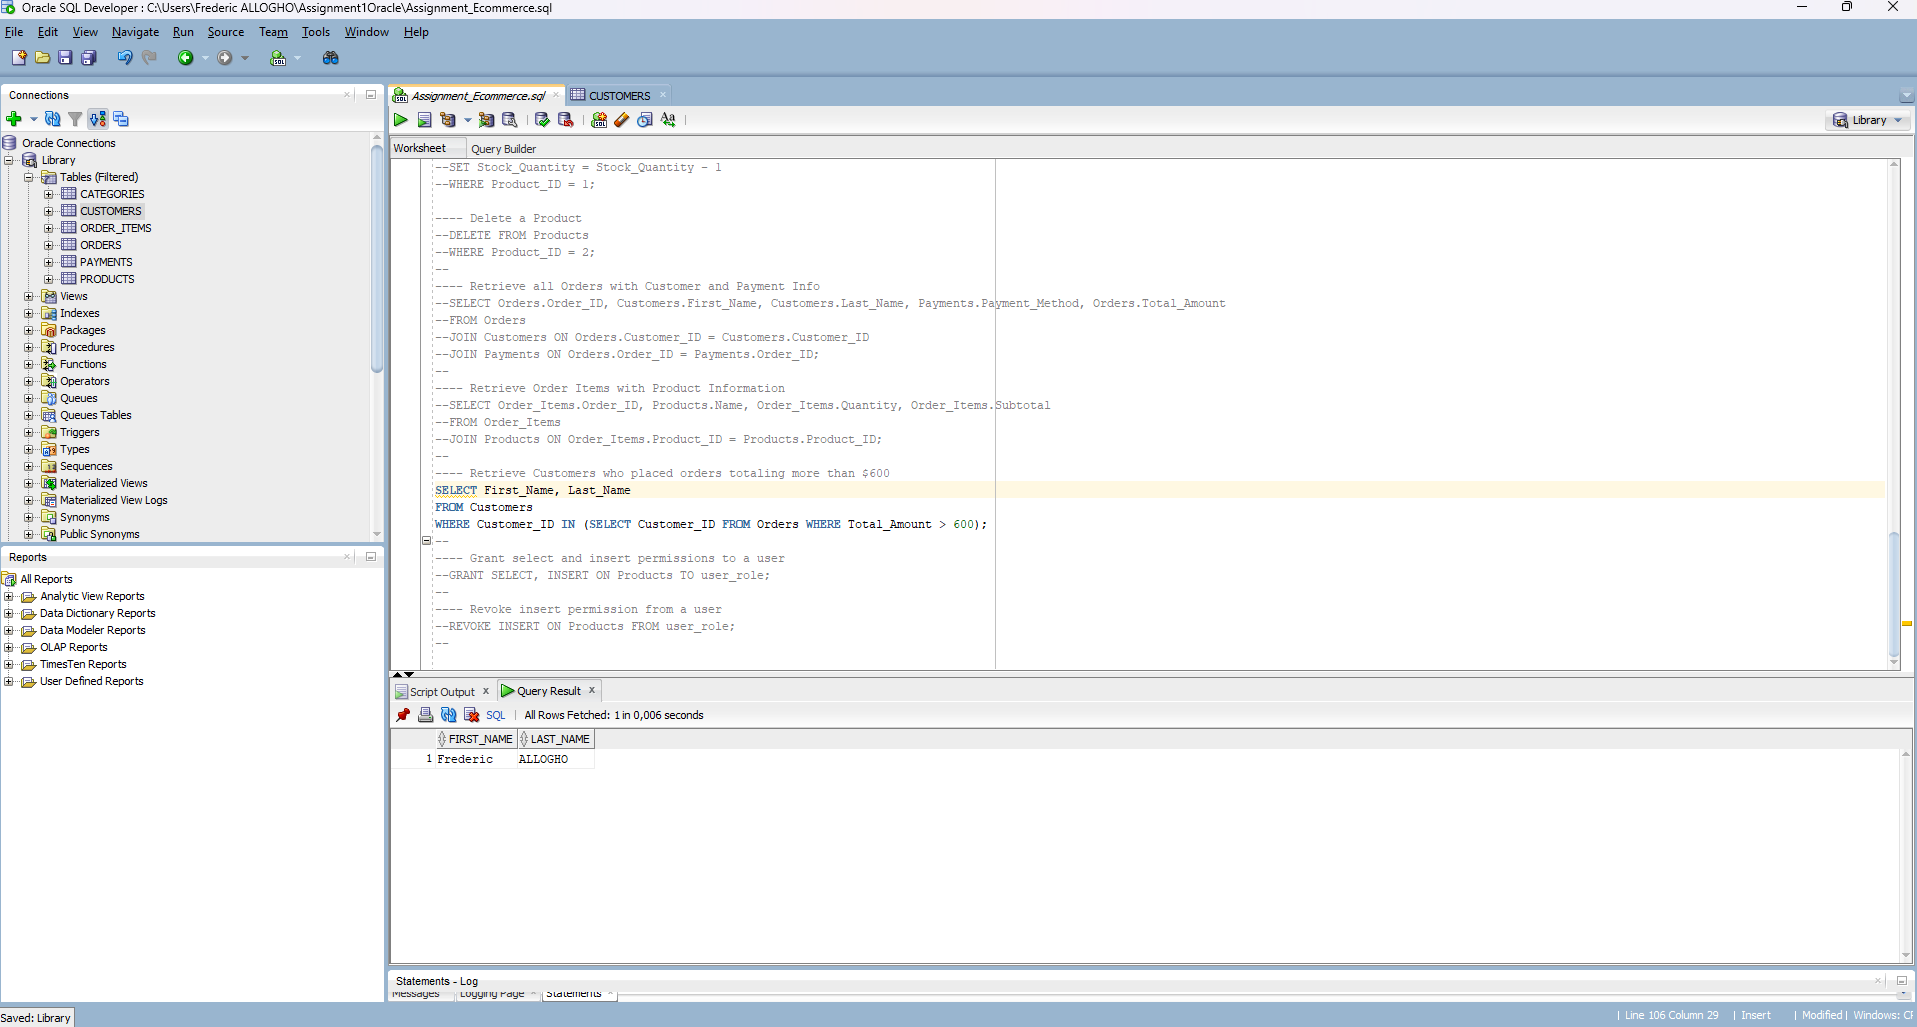 Oracle SQL Developer : C:\Users\Frederic ALLOGHO\Assignment1Oracle\Assignment_Ecommerce.sql
File Edit View Navigate Run Source Team Tools Window Help
Connections
Oracle Connections
Library
Tables (Filtered)
CATEGORIES
CUSTOMERS
ORDER_ITEMS
ORDERS
PAYMENTS
PRODUCTS
Views
Indexes
Packages
Procedures
Functions
Operators
Queues
Queues Tables
Triggers
Types
Sequences
Materialized Views
Materialized View Logs
Synonyms
Public Synonyms
Reports
All Reports
Analytic View Reports
Data Dictionary Reports
Data Modeler Reports
OLAP Reports
TimesTen Reports
User Defined Reports
Assignment_Ecommerce.sql CUSTOMERS
Library
Worksheet Query Builder
--SET Stock_Quantity = Stock_Quantity - 1
--WHERE Product_ID = 1;
---- Delete a Product
--DELETE FROM Products
--WHERE Product_ID = 2;
--
---- Retrieve all Orders with Customer and Payment Info
--SELECT Orders.Order_ID, Customers.First_Name, Customers.Last_Name, Payments.Payment_Method, Orders.Total_Amount
--FROM Orders
--JOIN Customers ON Orders.Customer_ID = Customers.Customer_ID
--JOIN Payments ON Orders.Order_ID = Payments.Order_ID;
--
---- Retrieve Order Items with Product Information
--SELECT Order_Items.Order_ID, Products.Name, Order_Items.Quantity, Order_Items.Subtotal
--FROM Order_Items
--JOIN Products ON Order_Items.Product_ID = Products.Product_ID;
--
---- Retrieve Customers who placed orders totaling more than $600
SELECT First_Name, Last_Name
FROM Customers
WHERE Customer_ID IN (SELECT Customer_ID FROM Orders WHERE Total_Amount > 600);
--
---- Grant select and insert permissions to a user
--GRANT SELECT, INSERT ON Products TO user_role;
--
---- Revoke insert permission from a user
--REVOKE INSERT ON Products FROM user_role;
--
Script Output Query Result
SQL All Rows Fetched: 1 in 0,006 seconds
FIRST_NAME LAST_NAME
1 Frederic ALLOGHO
Statements - Log
Messages Logging Page Statements
Saved: Library
Line 106 Column 29 Insert Modified Windows: CF